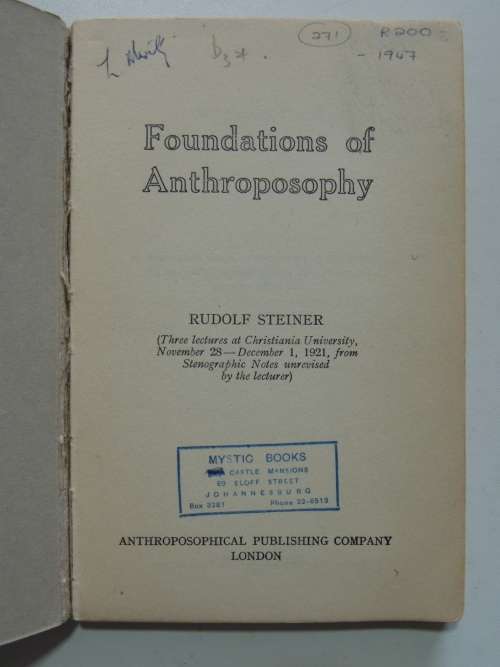 271 R200
- 1947
Foundations of
Anthroposophy
RUDOLF STEINER
(Three lectures at Christiania University,
November 28—December 1, 1921, from
Stenographic Notes unrevised
by the lecturer)
MYSTIC BOOKS
CASTLE MANSIONS
ELOFF STREET
JOHANNESBURG
Box 3381 Phone
ANTHROPOSOPHICAL PUBLISHING COMPANY
LONDON